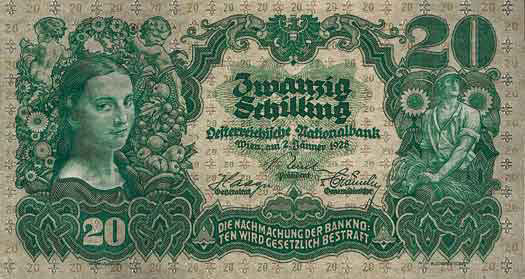 20
Zwanzig
Schilling
Oesterreichische Nationalbank
Wien, am 2. Jänner 1928
Präsident
Generalrat
Generaldirektor
20
DIE NACHMACHUNG DER BANKNO-
TEN WIRD GESETZLICH BESTRAFT